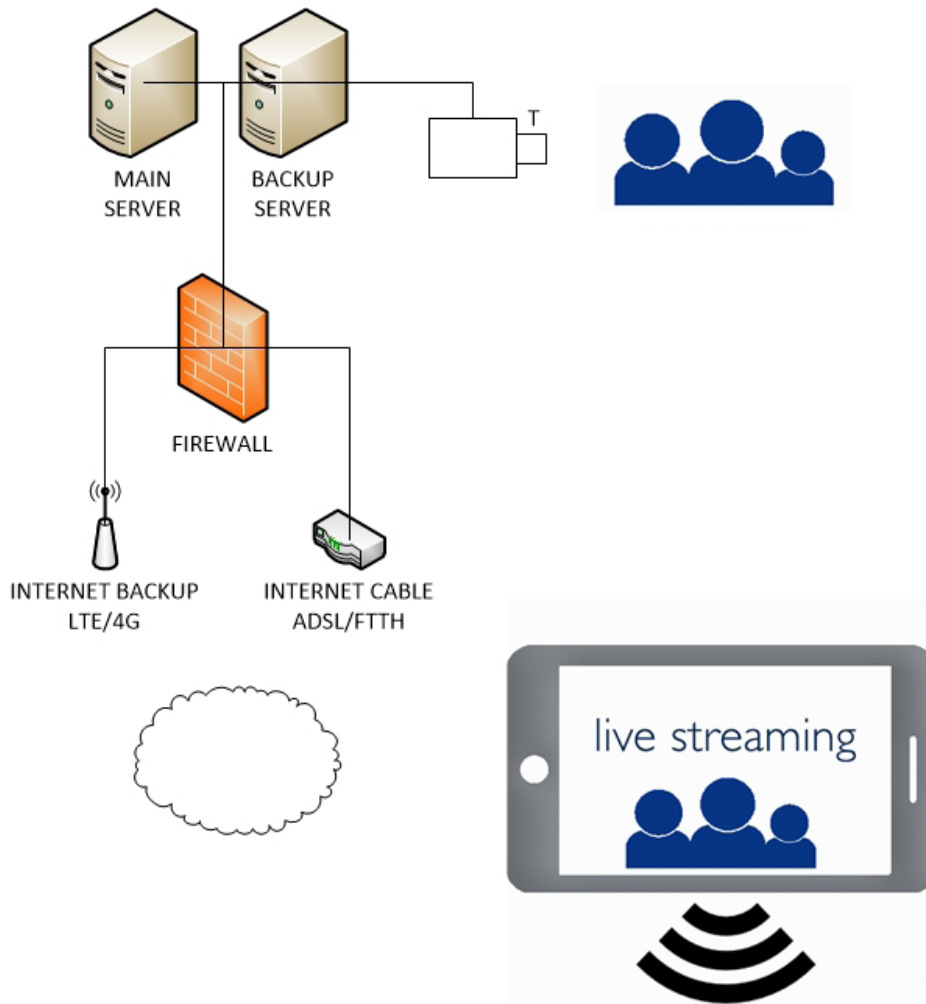 T
MAIN
SERVER
BACKUP
SERVER
FIREWALL
INTERNET BACKUP
LTE/4G
INTERNET CABLE
ADSL/FTTH
live streaming